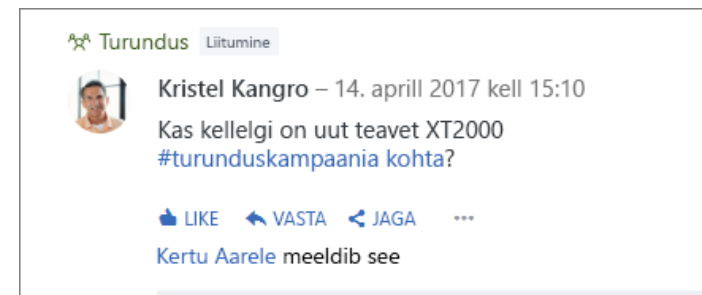 Turundus Liitumine
Kristel Kangro – 14. aprill 2017 kell 15:10
Kas kellelgi on uut teavet XT2000
#turunduskampaania kohta?
LIKE VASTA JAGA ...
Kertu Aarele meeldib see